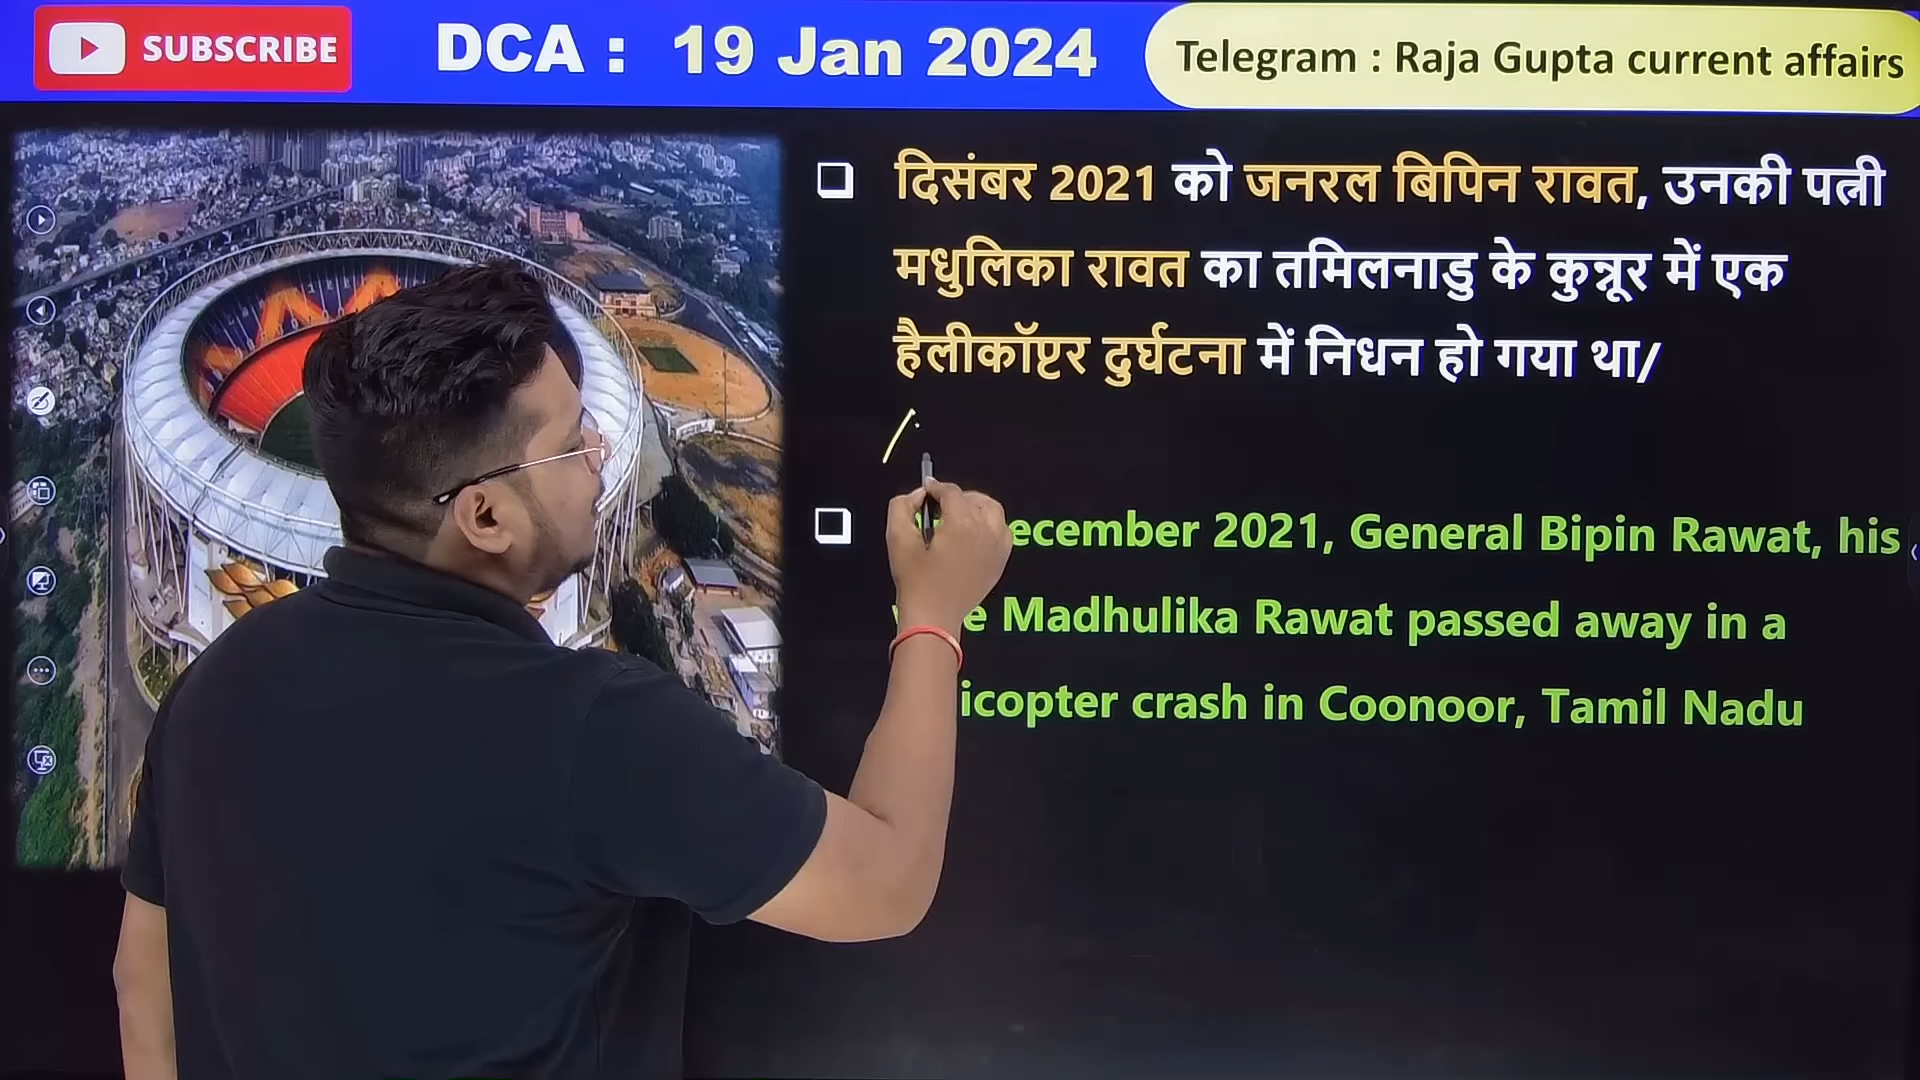 SUBSCRIBE
DCA : 19 Jan 2024
Telegram : Raja Gupta current affairs
दिसंबर 2021 को जनरल बिपिन रावत, उनकी पत्नी
मधुलिका रावत का तमिलनाडु के कुन्नूर में एक
हैलीकॉप्टर दुर्घटना में निधन हो गया था/
ecember 2021, General Bipin Rawat, his
e Madhulika Rawat passed away in a
icopter crash in Coonoor, Tamil Nadu